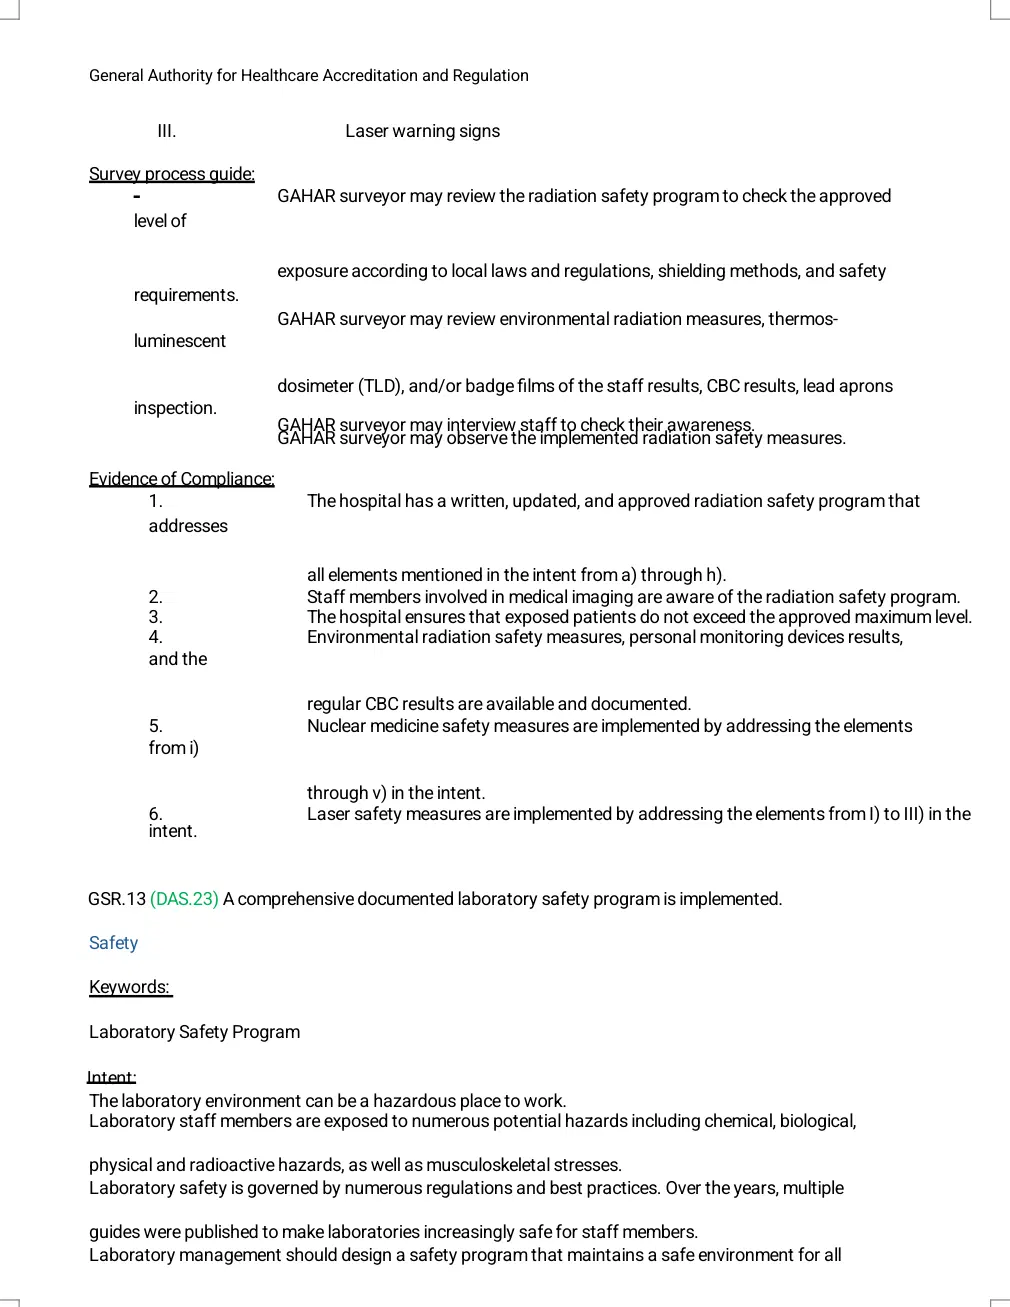 General Authority for Healthcare Accreditation and Regulation
III. Laser warning signs
Survey process guide:
- GAHAR surveyor may review the radiation safety program to check the approved
level of
exposure according to local laws and regulations, shielding methods, and safety
requirements.
GAHAR surveyor may review environmental radiation measures, thermos-
luminescent
dosimeter (TLD), and/or badge films of the staff results, CBC results, lead aprons
inspection.
GAHAR surveyor may interview staff to check their awareness.
GAHAR surveyor may observe the implemented radiation safety measures.
Evidence of Compliance:
1. The hospital has a written, updated, and approved radiation safety program that
addresses
all elements mentioned in the intent from a) through h).
2. Staff members involved in medical imaging are aware of the radiation safety program.
3. The hospital ensures that exposed patients do not exceed the approved maximum level.
4. Environmental radiation safety measures, personal monitoring devices results,
and the
regular CBC results are available and documented.
5. Nuclear medicine safety measures are implemented by addressing the elements
from i)
through v) in the intent.
6. Laser safety measures are implemented by addressing the elements from I) to III) in the
intent.
GSR.13 (DAS.23) A comprehensive documented laboratory safety program is implemented.
Safety
Keywords:
Laboratory Safety Program
Intent:
The laboratory environment can be a hazardous place to work.
Laboratory staff members are exposed to numerous potential hazards including chemical, biological,
physical and radioactive hazards, as well as musculoskeletal stresses.
Laboratory safety is governed by numerous regulations and best practices. Over the years, multiple
guides were published to make laboratories increasingly safe for staff members.
Laboratory management should design a safety program that maintains a safe environment for all